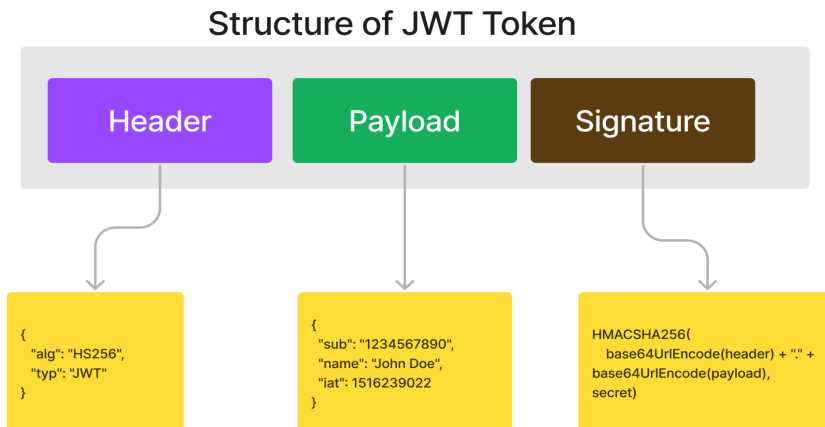 Structure of JWT Token
Header
Payload
Signature
{
"alg": "HS256",
"typ": "JWT"
}
{
"sub": "1234567890",
"name": "John Doe",
"iat": 1516239022
}
HMACSHA256(
base64UrlEncode(header) + "." +
base64UrlEncode(payload),
secret)